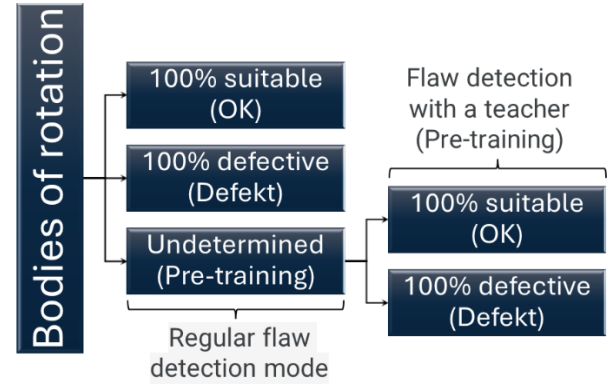 Bodies of rotation
100% suitable
(OK)
100% defective
(Defekt)
Undetermined
(Pre-training)
Regular flaw
detection mode
Flaw detection
with a teacher
(Pre-training)
100% suitable
(OK)
100% defective
(Defekt)